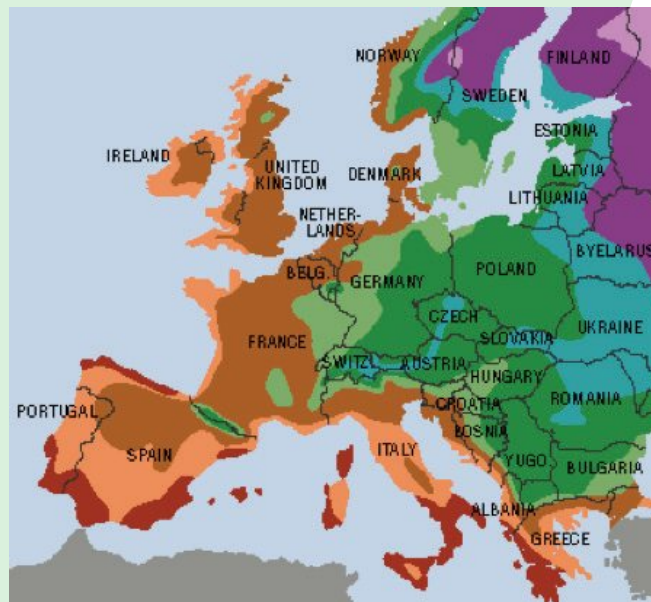 NORWAY
FINLAND
SWEDEN
ESTONIA
IRELAND
UNITED
KINGDOM
DENMARK
LATVIA
LITHUANIA
NETHER-
LANDS
BYELARUS
BELG.
GERMANY
POLAND
CZECH
UKRAINE
FRANCE
SLOVAKIA
SWITZ.
AUSTRIA
HUNGARY
ROMANIA
CROATIA
PORTUGAL
BOSNIA
SPAIN
ITALY
YUGO
BULGARIA
ALBANIA
GREECE